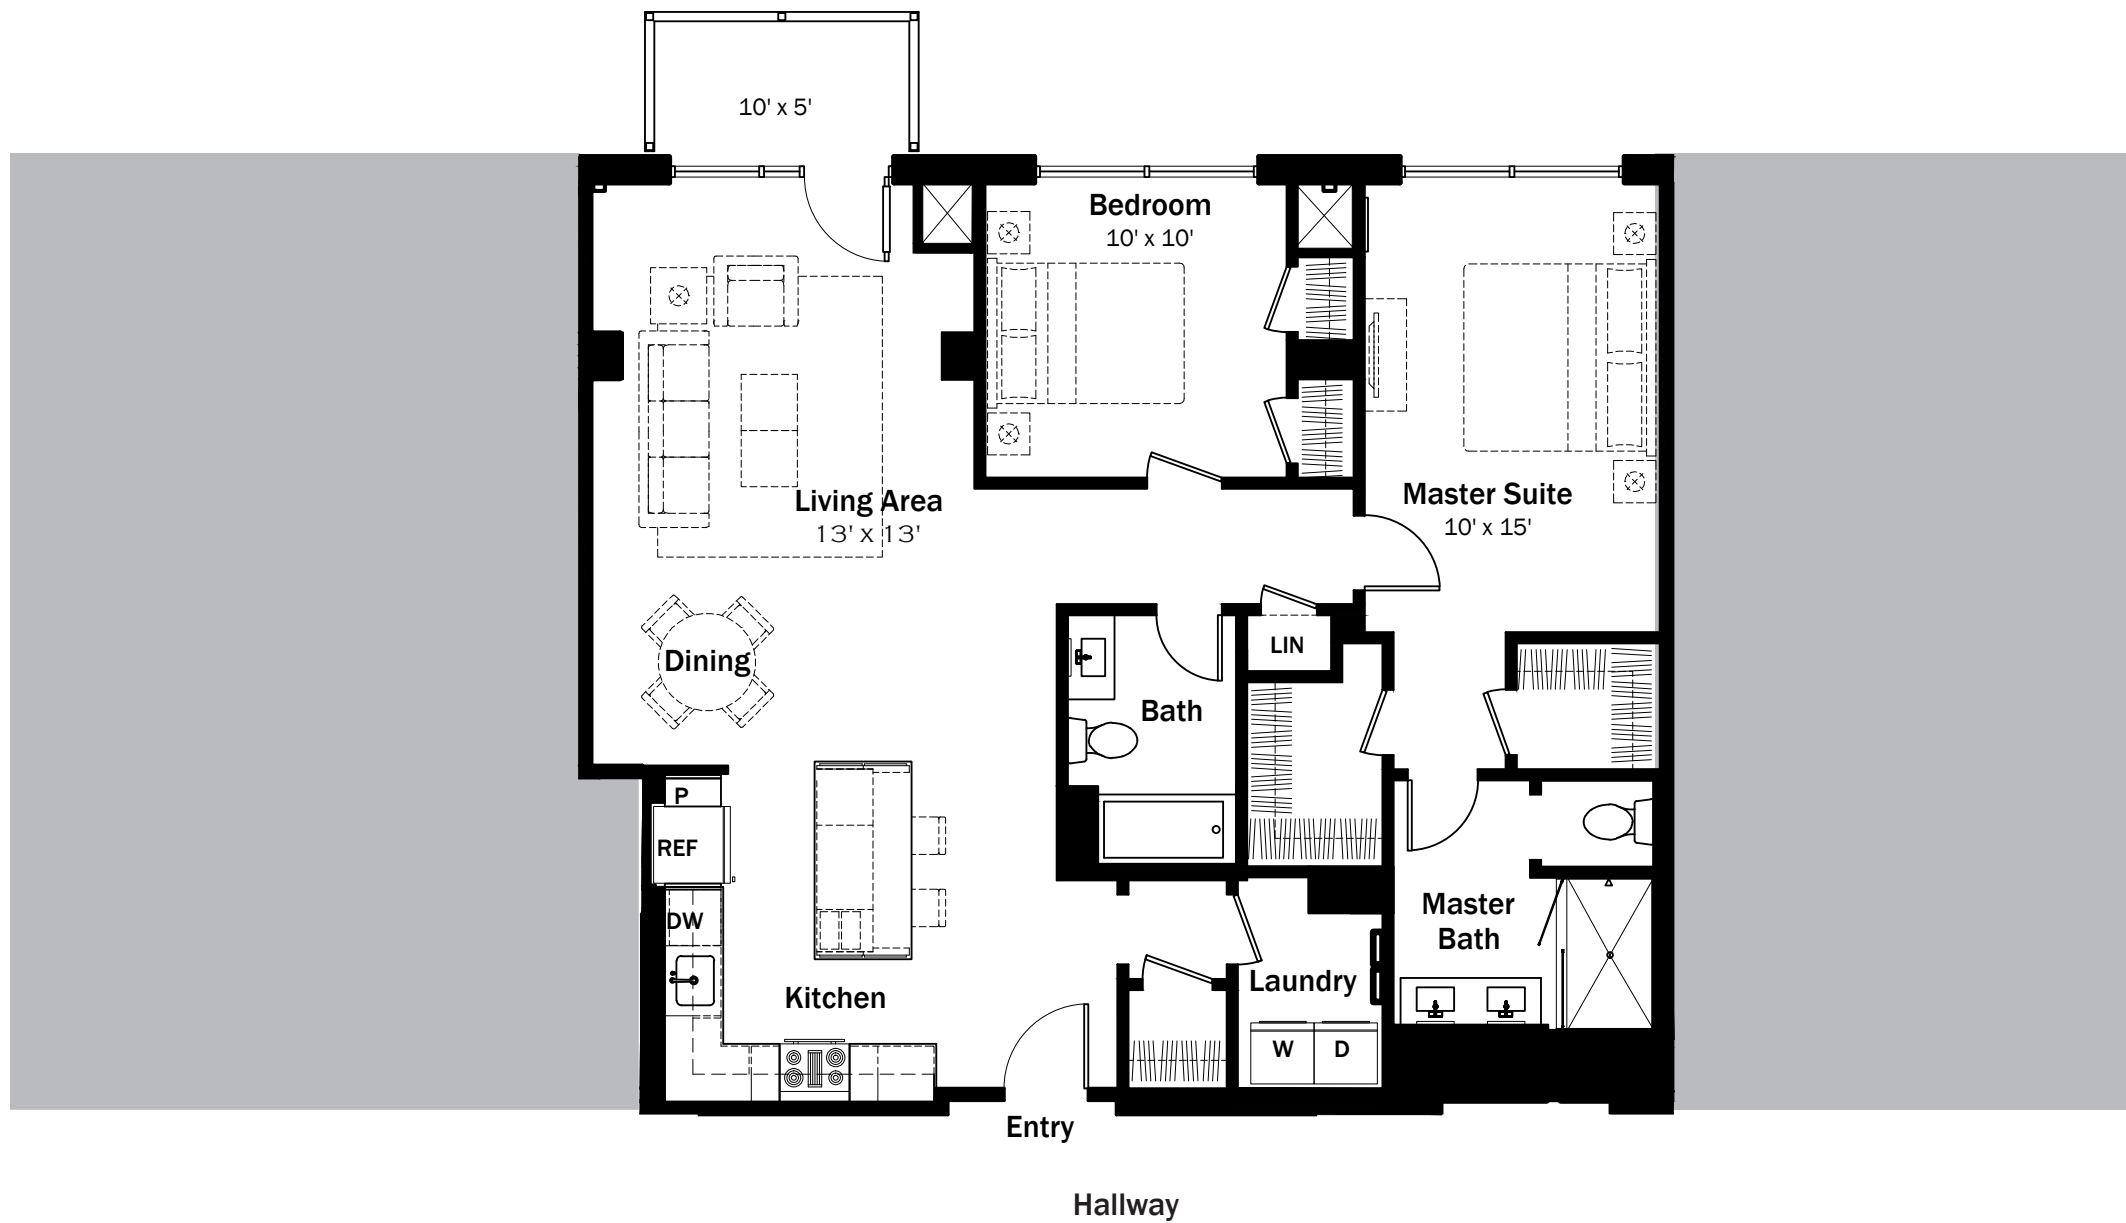 10' x 5'
Bedroom
10' x 10'
Master Suite
10' x 15'
Living Area
13' x 13'
LIN
Dining
Bath
P
REF
DW
Master
Bath
Laundry
Kitchen
W
D
Entry
Hallway